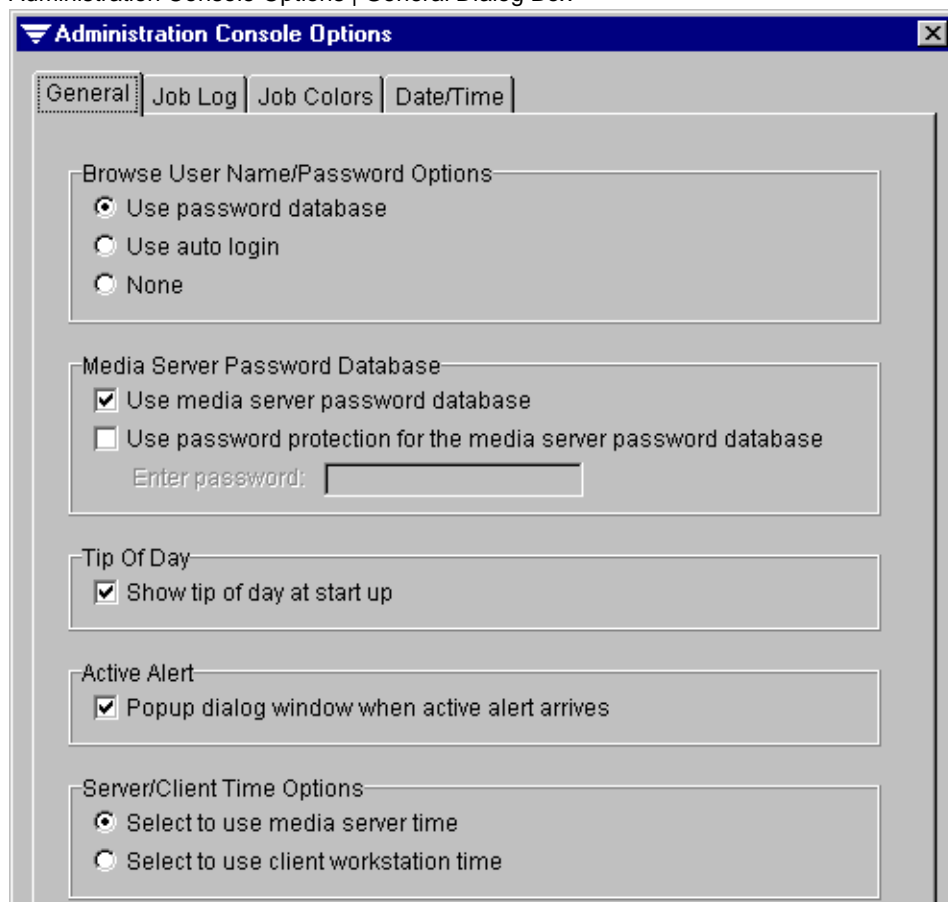 Administration Console Options | General Dialog Box
Administration Console Options
General Job Log Job Colors Date/Time
Browse User Name/Password Options
Use password database
Use auto login
None
Media Server Password Database
Use media server password database
Use password protection for the media server password database
Enter password:
Tip Of Day
Show tip of day at start up
Active Alert
Popup dialog window when active alert arrives
Server/Client Time Options
Select to use media server time
Select to use client workstation time